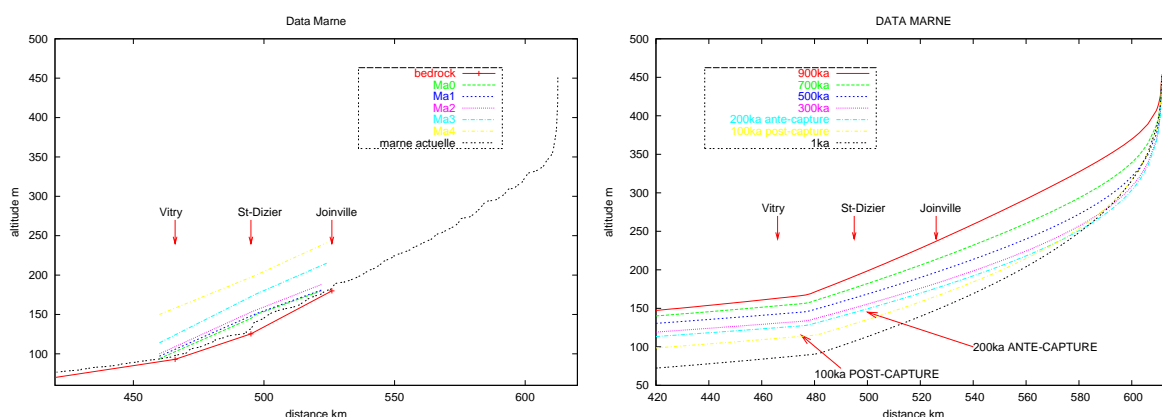 Data Marne
altitude m
500
450
400
350
300
250
200
150
100
bedrock
Ma0
Ma1
Ma2
Ma3
Ma4
marne actuelle
Vitry
St-Dizier
Joinville
450
500
550
600
distance km
DATA MARNE
altitude m
500
450
400
350
300
250
200
150
100
50
900ka
700ka
500ka
300ka
200ka ante-capture
100ka post-capture
1ka
Vitry
St-Dizier
Joinville
200ka ANTE-CAPTURE
100ka POST-CAPTURE
420
440
460
480
500
520
540
560
580
600
distance km